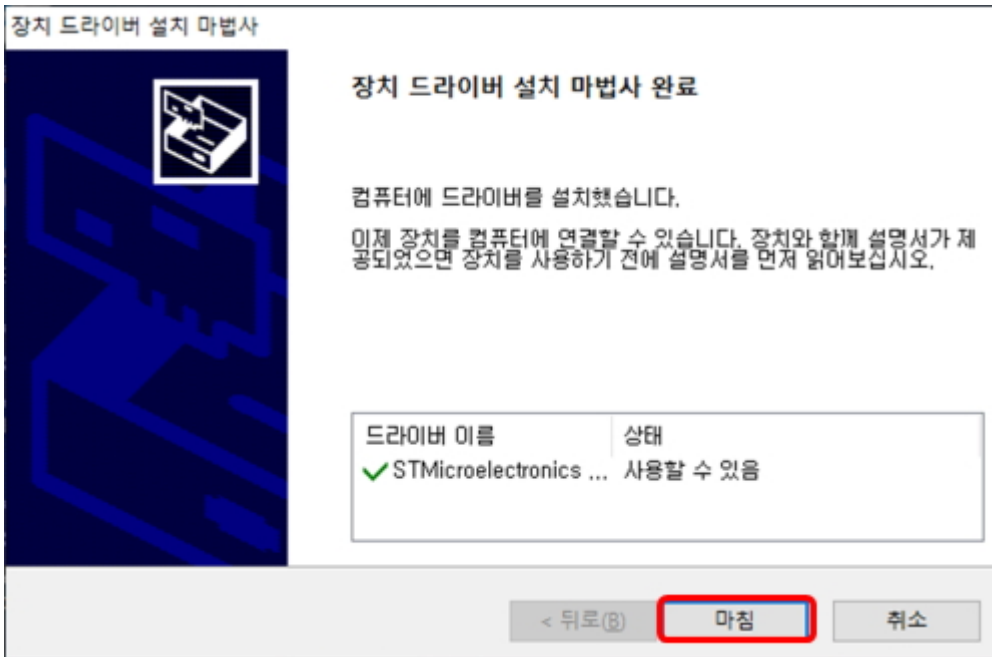 장치 드라이버 설치 마법사
장치 드라이버 설치 마법사 완료
컴퓨터에 드라이버를 설치했습니다.
이제 장치를 컴퓨터에 연결할 수 있습니다. 장치와 함께 설명서가 제
공되었으면 장치를 사용하기 전에 설명서를 먼저 읽어보십시오.
드라이버 이름 상태
STMicroelectronics ... 사용할 수 있음
< 뒤로(B) 마침 취소